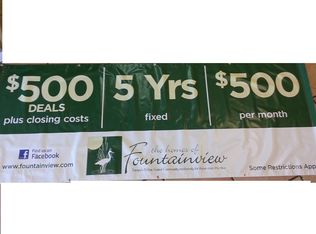 $500
DEALS
plus closing costs
5 Yrs
fixed
$500
per month
f Find us on
Facebook
www.fountainview.com
the homes of
Fountainview
Some Restrictions App